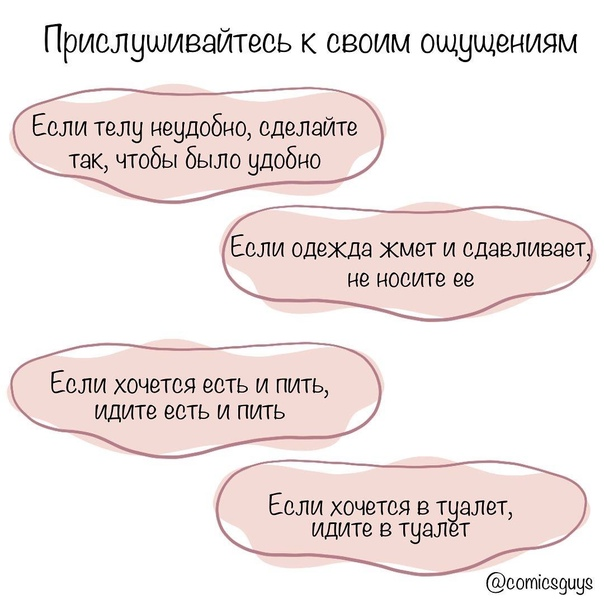 Прислушивайтесь к своим ощущениям
Если телу неудобно, сделайте
так, чтобы было удобно
Если одежда жмет и сдавливает,
не носите ее
Если хочется есть и пить,
идите есть и пить
Если хочется в туалет,
идите в туалет
@comicsguys